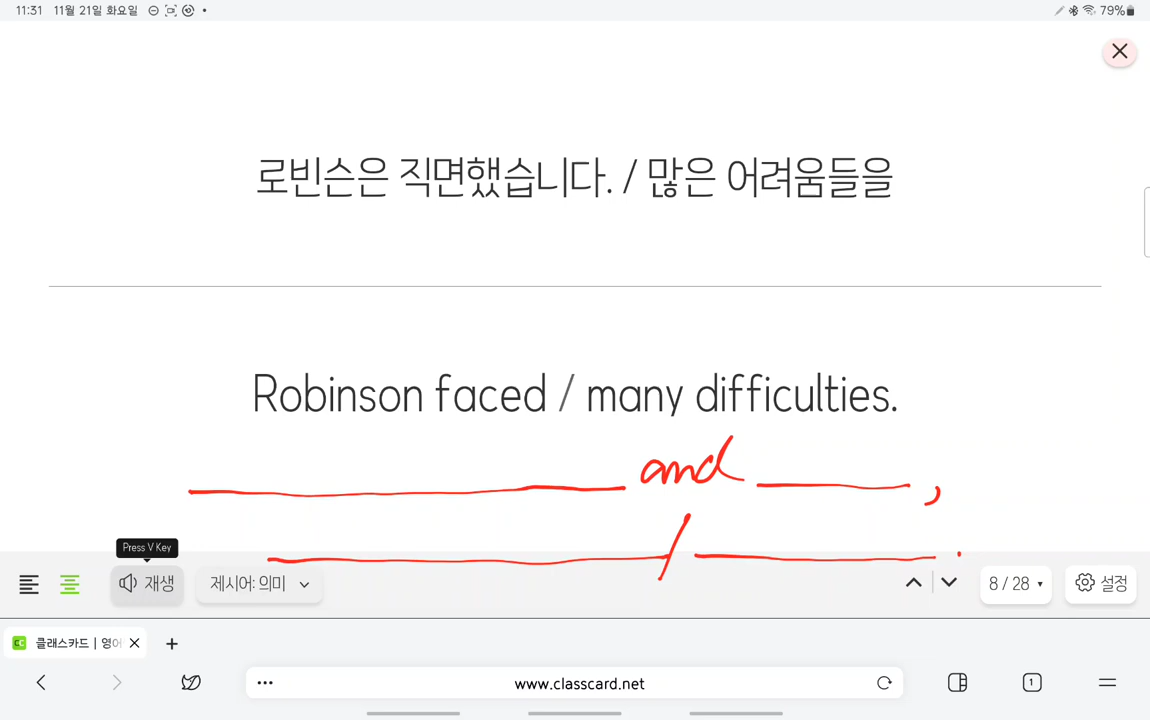 11:31 11월 21일 화요일 79%
로빈슨은 직면했습니다. / 많은 어려움들을
Robinson faced / many difficulties.
and ,
/ .
Press V Key
재생 제시어: 의미 8 / 28 설정
클래스카드 | 영어
www.classcard.net 1